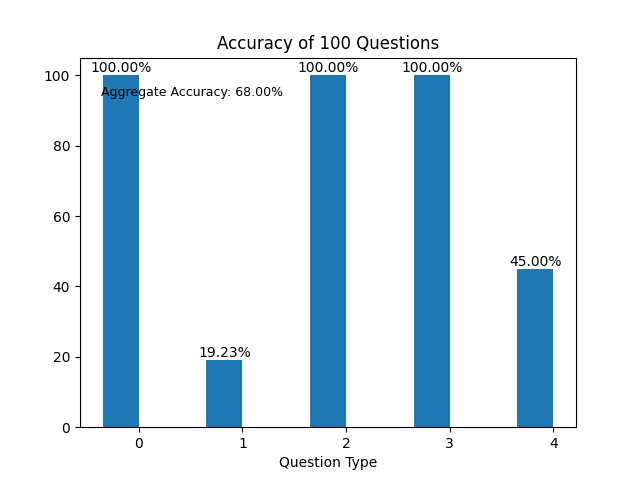 Accuracy of 100 Questions
100.00% 100.00% 100.00%
100
Aggregate Accuracy: 68.00%
80
60
45.00%
40
19.23%
20
0
0 1 2 3 4
Question Type